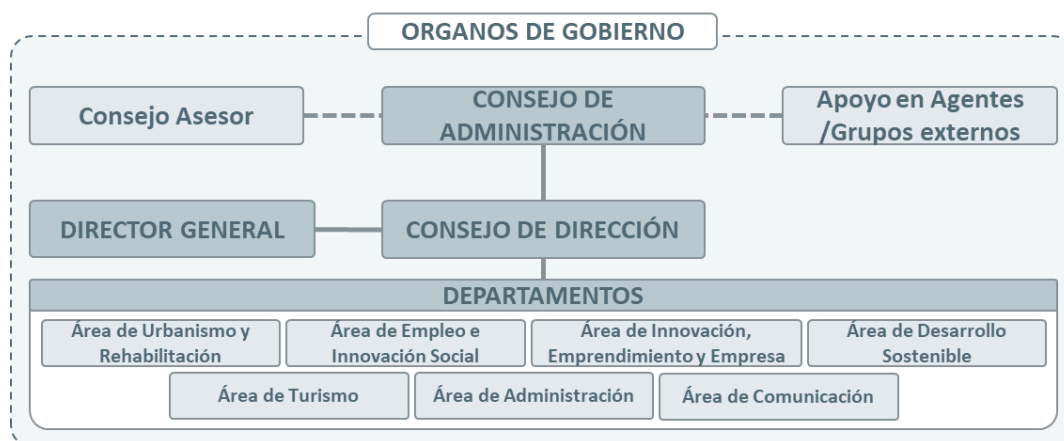 ORGANOS DE GOBIERNO
Consejo Asesor
CONSEJO DE
ADMINISTRACIÓN
Apoyo en Agentes
/Grupos externos
DIRECTOR GENERAL
CONSEJO DE DIRECCIÓN
DEPARTAMENTOS
Área de Urbanismo y
Rehabilitación
Área de Empleo e
Innovación Social
Área de Innovación,
Emprendimiento y Empresa
Área de Desarrollo
Sostenible
Área de Turismo
Área de Administración
Área de Comunicación